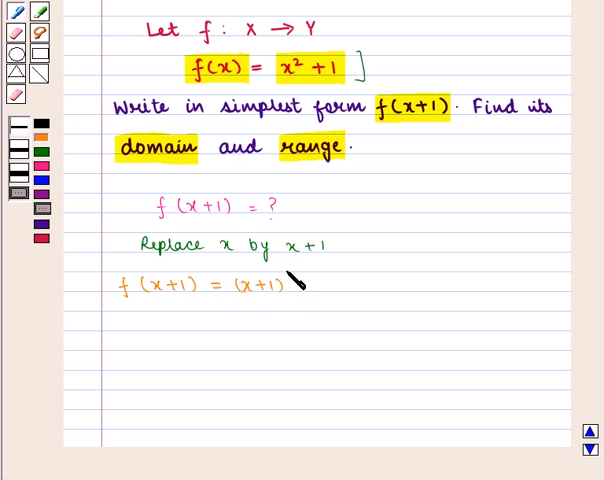 Let f : X → Y
f(x) = x² + 1 ]
Write in simplest form f(x+1). Find its
domain and range.
f(x+1) = ?
Replace x by x+1
f(x+1) = (x+1)